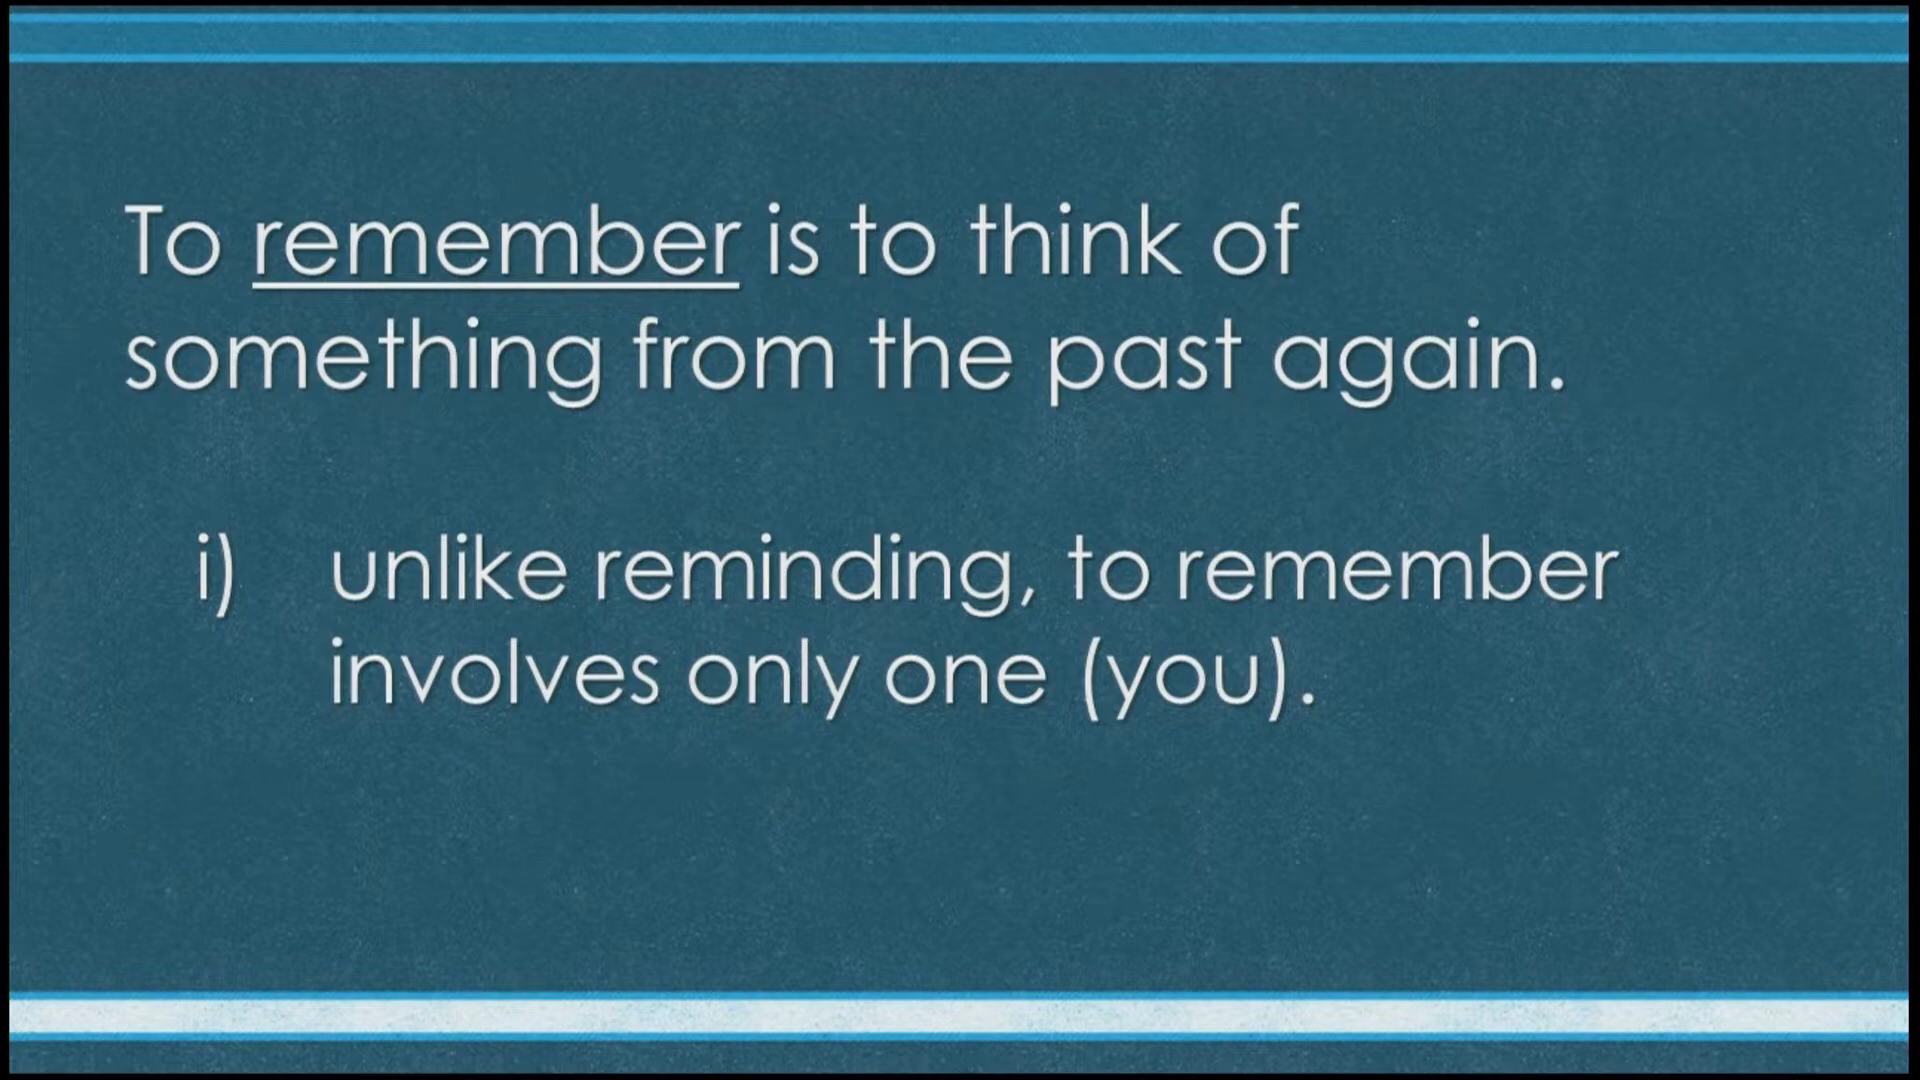 To remember is to think of
something from the past again.
i) unlike reminding, to remember
involves only one (you).